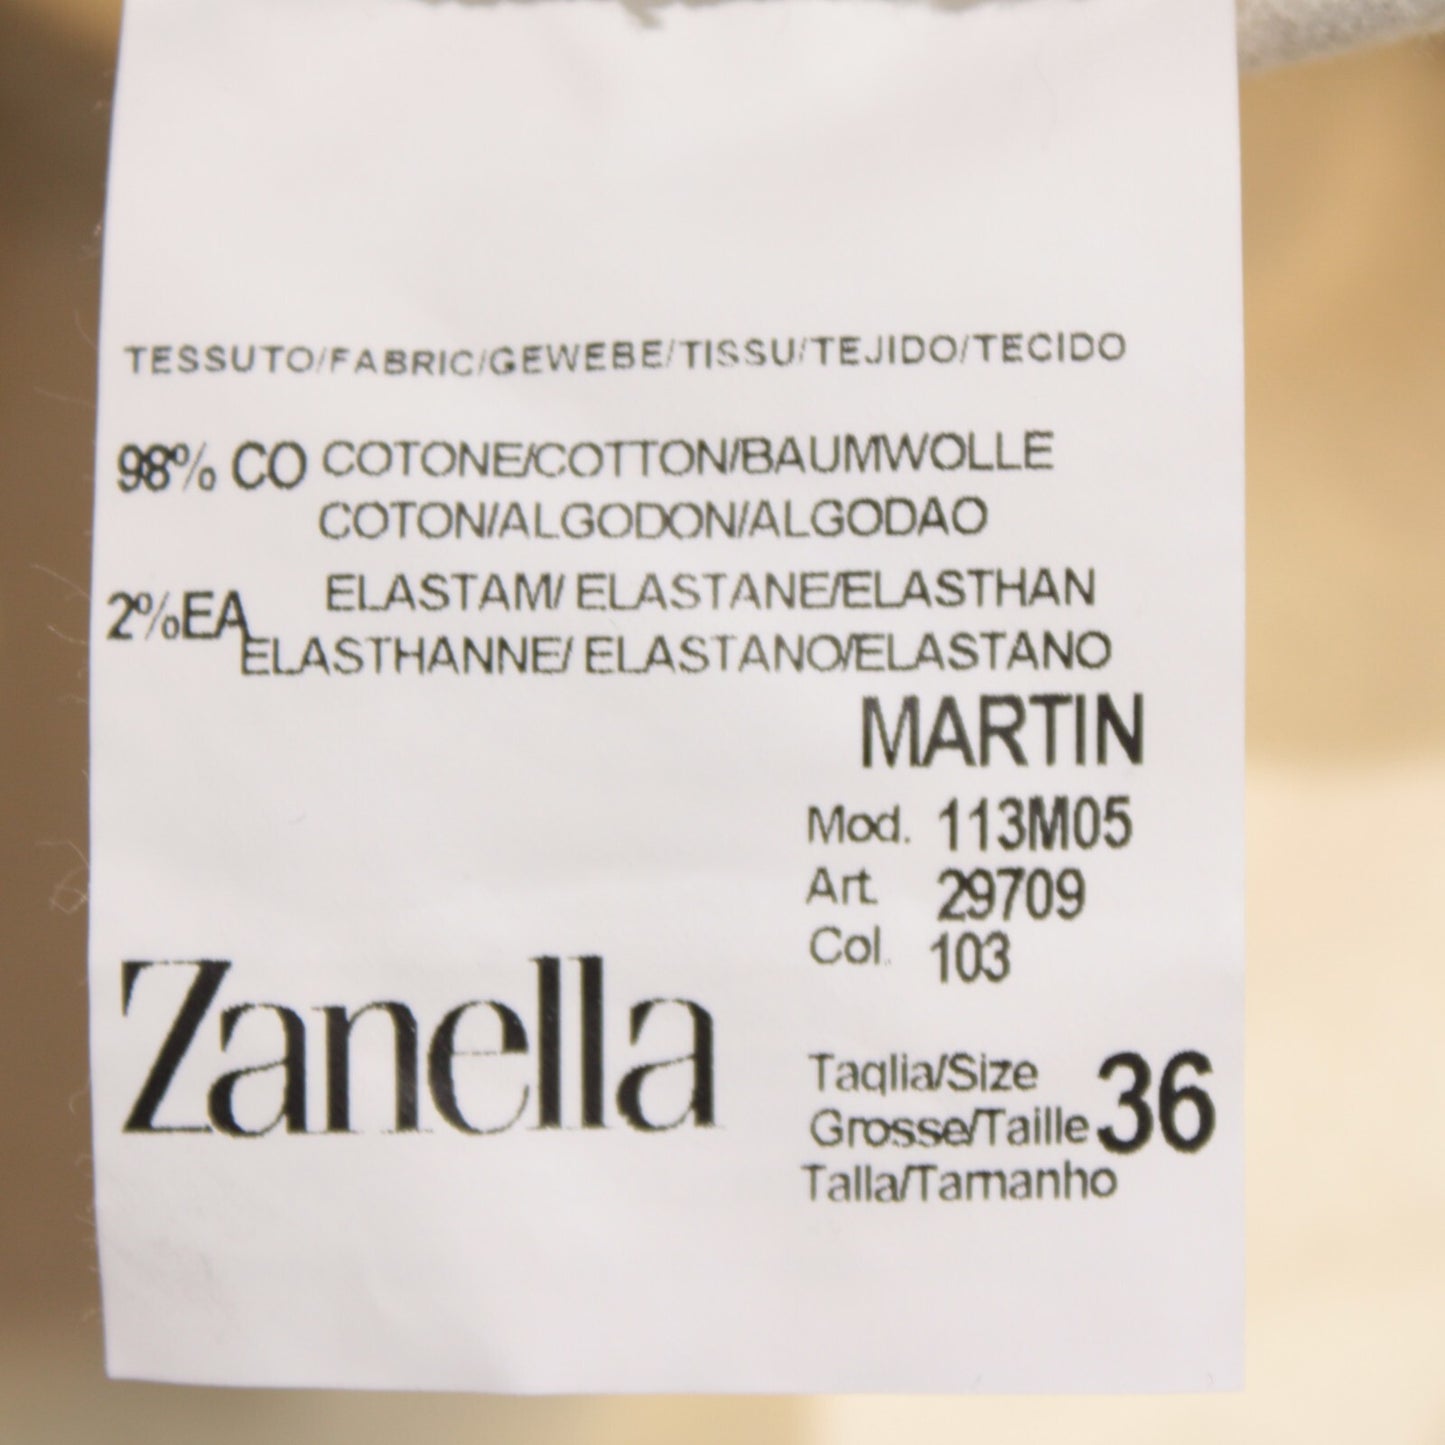 TESSUTO/FABRIC/GEWEBE/TISSU/TEJIDO/TECIDO
98% CO COTONE/COTTON/BAUMWOLLE
COTON/ALGODON/ALGODAO
2%EA ELASTAM/ ELASTANE/ELASTHAN
ELASTHANNE/ ELASTANO/ELASTANO
MARTIN
Mod. 113M05
Art. 29709
Col. 103
Zanella
Taqlia/Size
Grosse/Taille 36
Talla/Tamanho